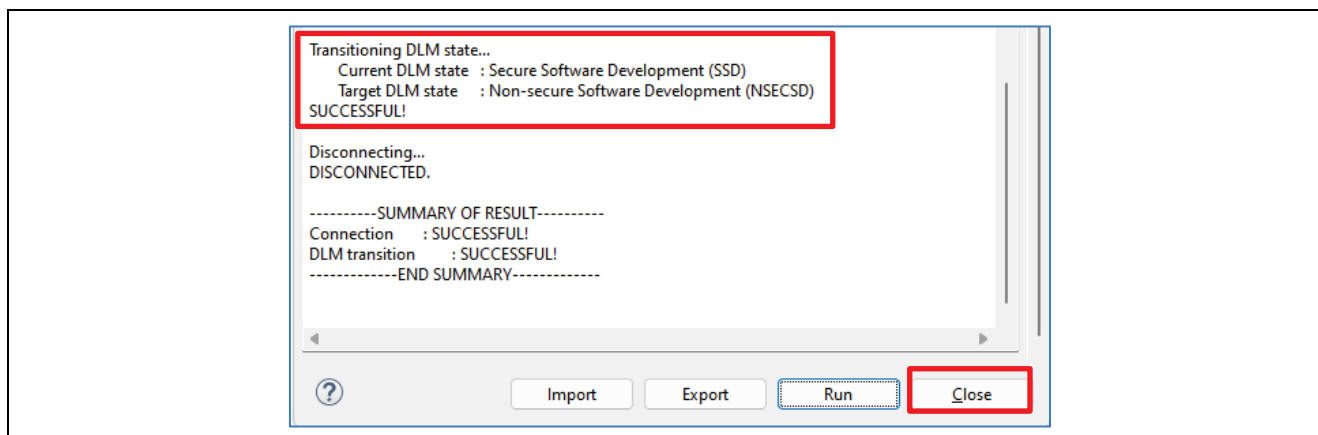 Transitioning DLM state...
Current DLM state : Secure Software Development (SSD)
Target DLM state : Non-secure Software Development (NSECSD)
SUCCESSFUL!
Disconnecting...
DISCONNECTED.
----------SUMMARY OF RESULT----------
Connection : SUCCESSFUL!
DLM transition : SUCCESSFUL!
-------------END SUMMARY-------------
? Import Export Run Close